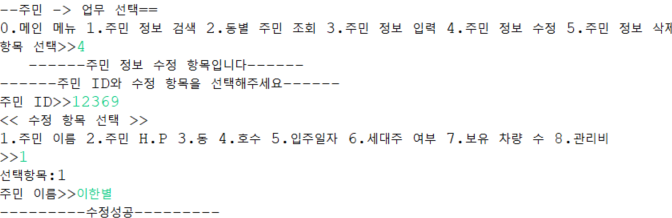 --주민 -> 업무 선택==
0.메인 메뉴 1.주민 정보 검색 2.동별 주민 조회 3.주민 정보 입력 4.주민 정보 수정 5.주민 정보 삭제
항목 선택>>4
------주민 정보 수정 항목입니다------
------주민 ID와 수정 항목을 선택해주세요------
주민 ID>>12369
<< 수정 항목 선택 >>
1.주민 이름 2.주민 H.P 3.동 4.호수 5.입주일자 6.세대주 여부 7.보유 차량 수 8.관리비
>>1
선택항목:1
주민 이름>>이한별
---------수정성공---------